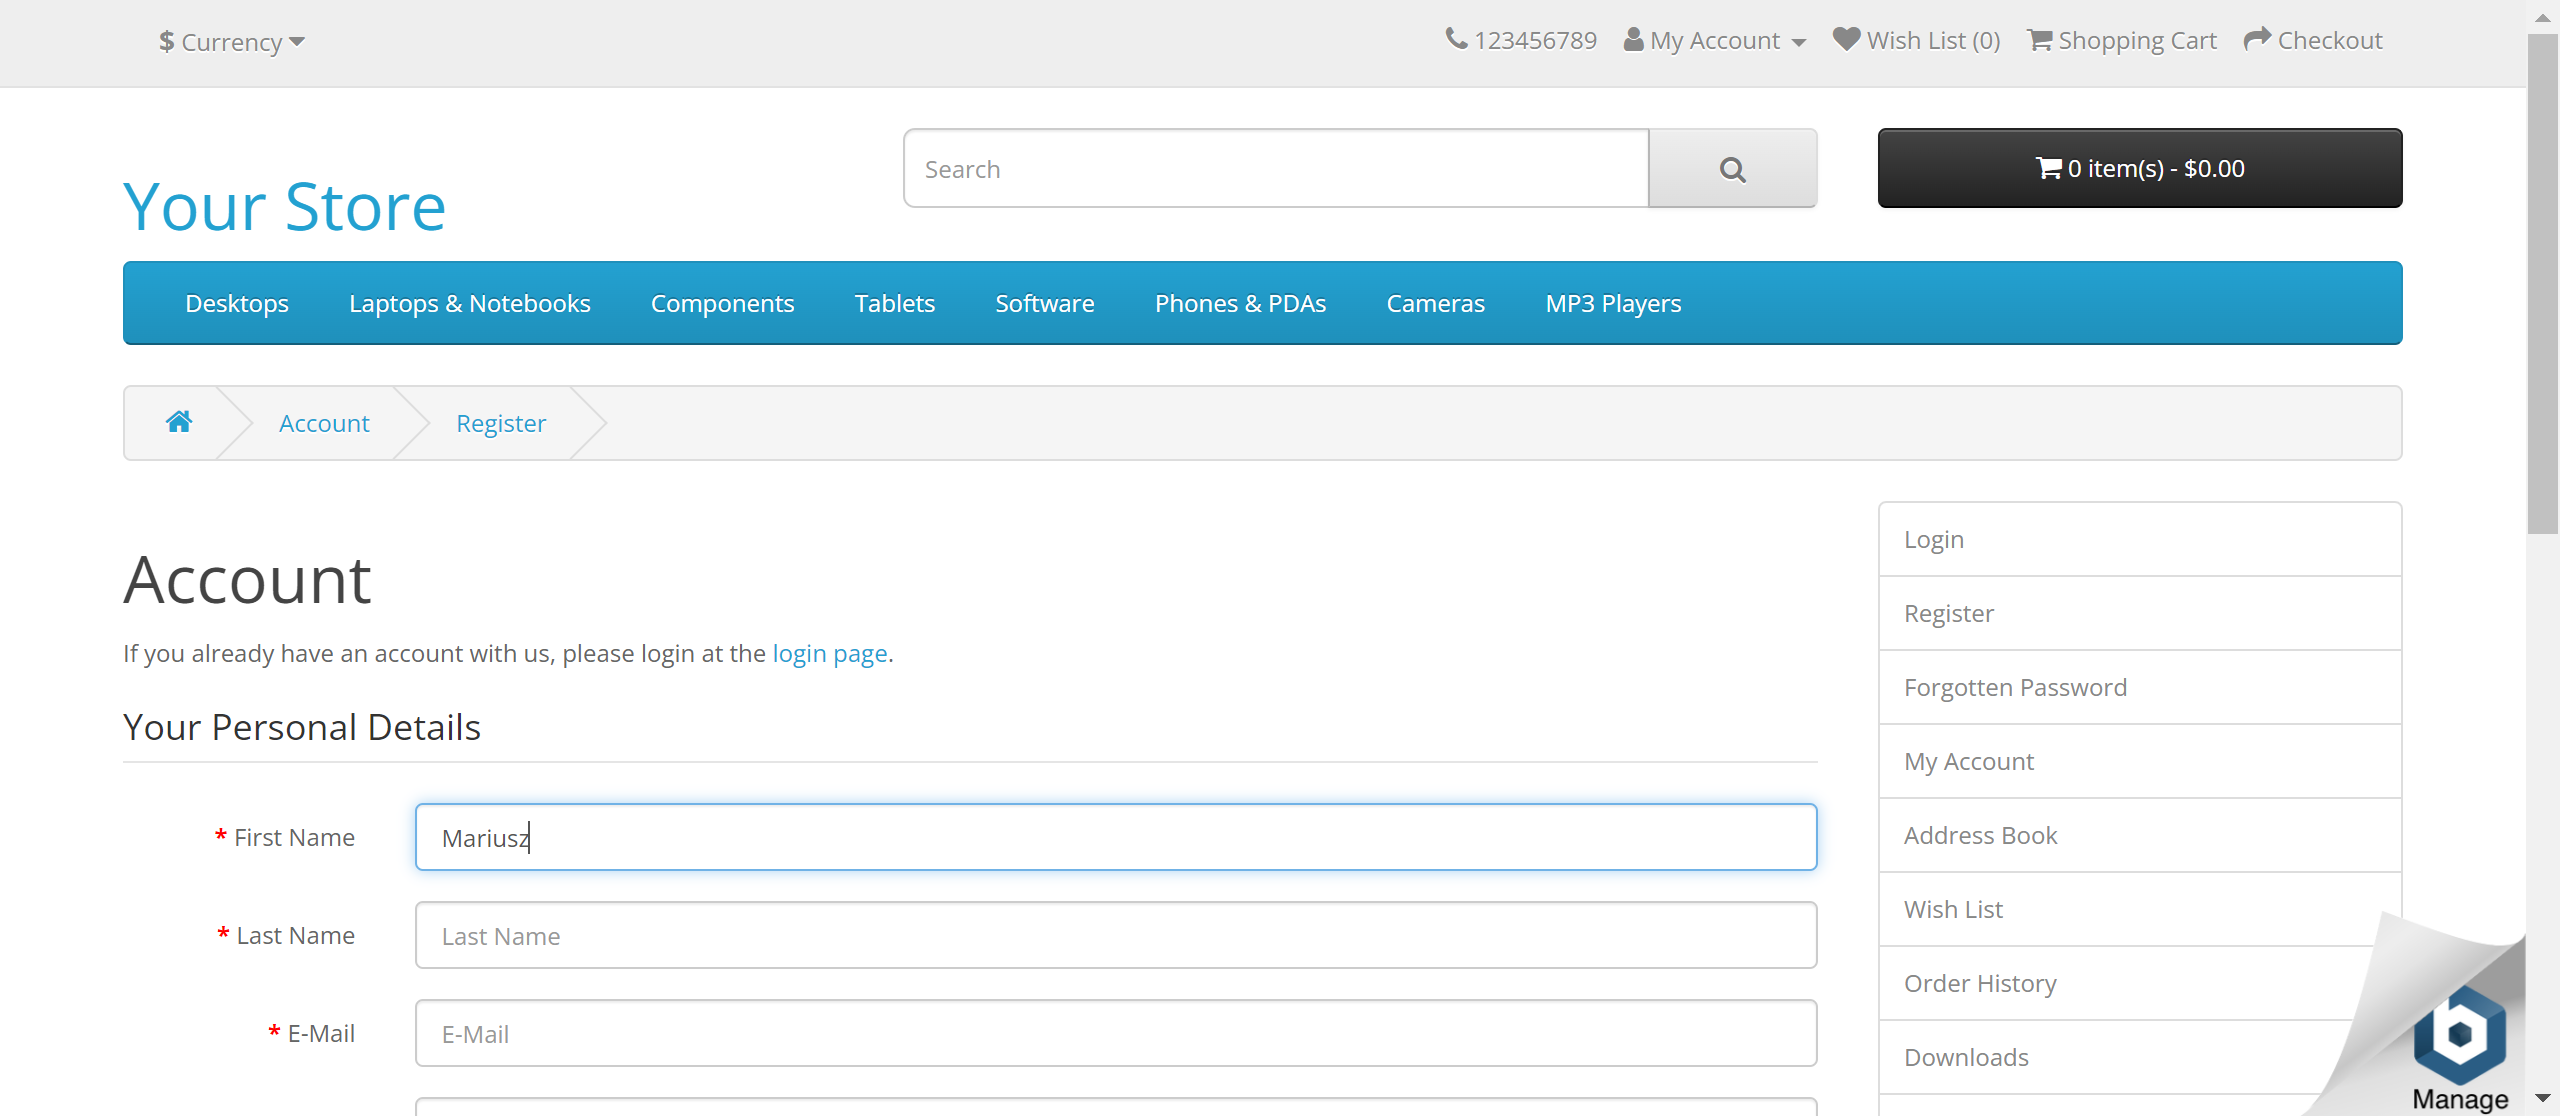 $ Currency
123456789 My Account Wish List (0) Shopping Cart Checkout
Your Store
Search
0 item(s) - $0.00
Desktops Laptops & Notebooks Components Tablets Software Phones & PDAs Cameras MP3 Players
Account Register
Account
If you already have an account with us, please login at the login page.
Your Personal Details
* First Name Mariusz
* Last Name Last Name
* E-Mail E-Mail
Login
Register
Forgotten Password
My Account
Address Book
Wish List
Order History
Downloads
b
Manage